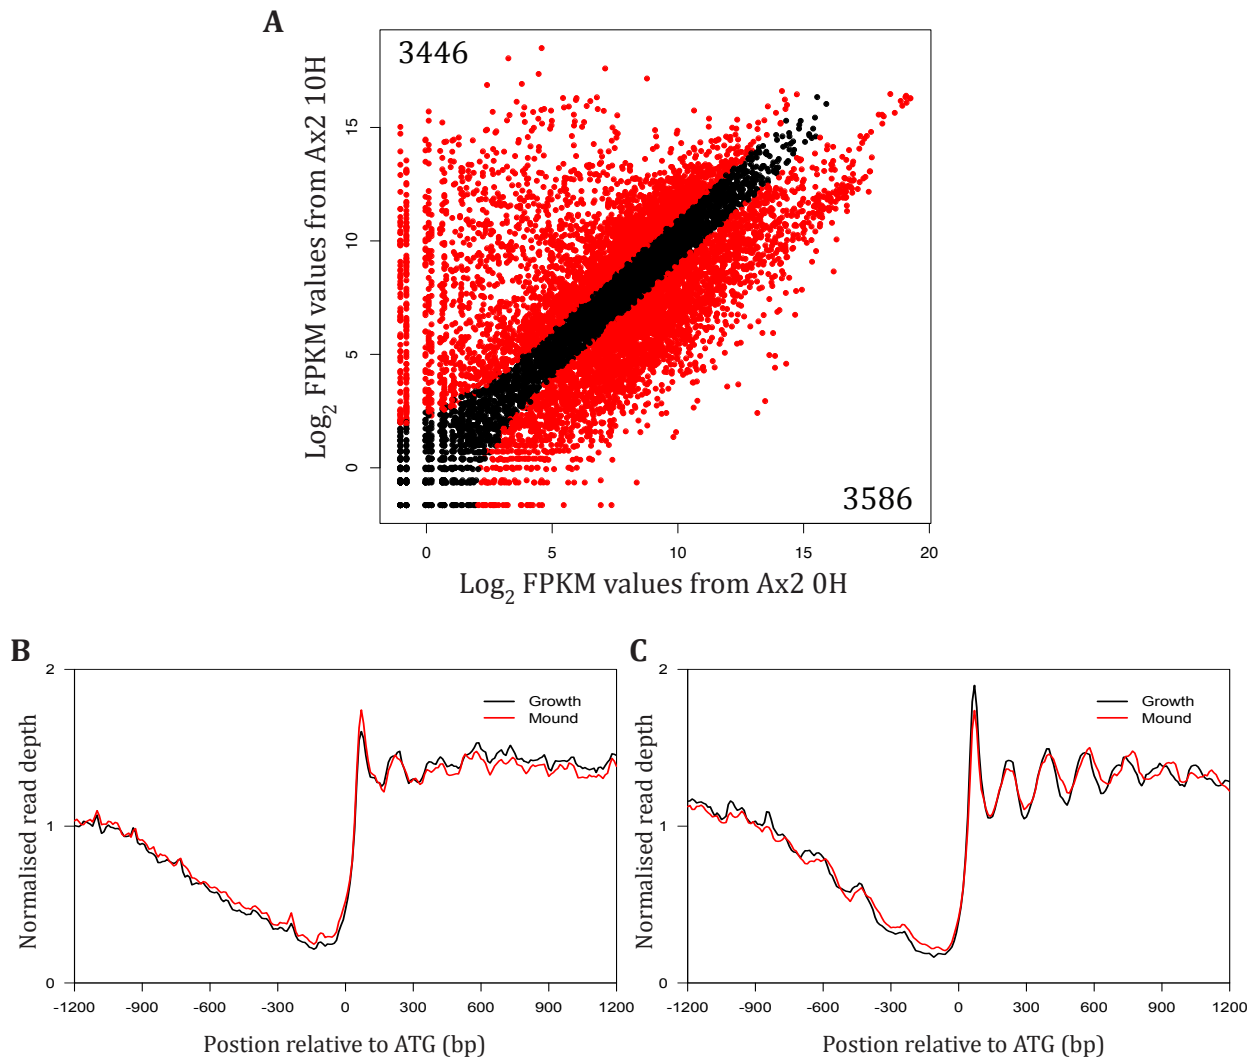 A
3446
Log2 FPKM values from Ax2 10H
15
10
5
0
3586
0 5 10 15 20
Log2 FPKM values from Ax2 0H
B
2
1
0
Normalised read depth
Growth
Mound
-1200 -900 -600 -300 0 300 600 900 1200
Postion relative to ATG (bp)
C
2
1
0
Normalised read depth
Growth
Mound
-1200 -900 -600 -300 0 300 600 900 1200
Postion relative to ATG (bp)